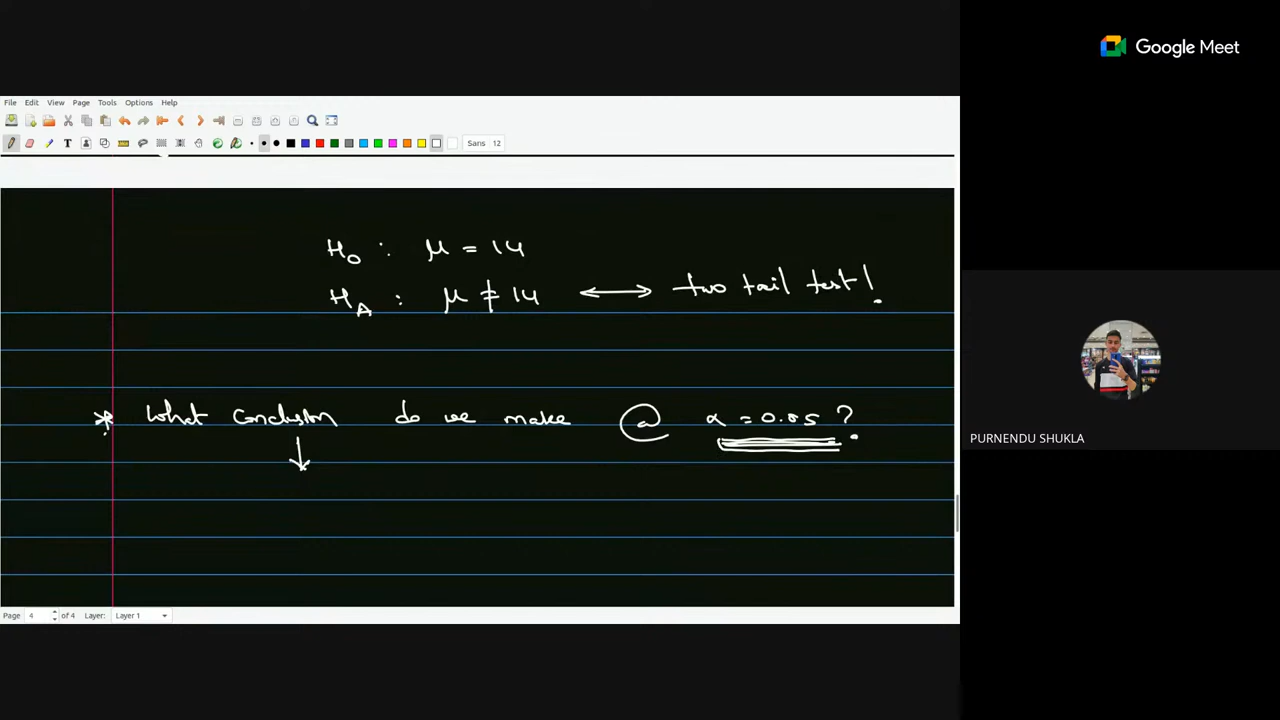 Google Meet
File Edit View Page Tools Options Help
Sans 12
H₀ : μ = 14
H_A : μ ≠ 14 ⟷ two tail test!
* What conclusion do we make @ α = 0.05 ?
PURNENDU SHUKLA
Page 4 of 4 Layer: Layer 1